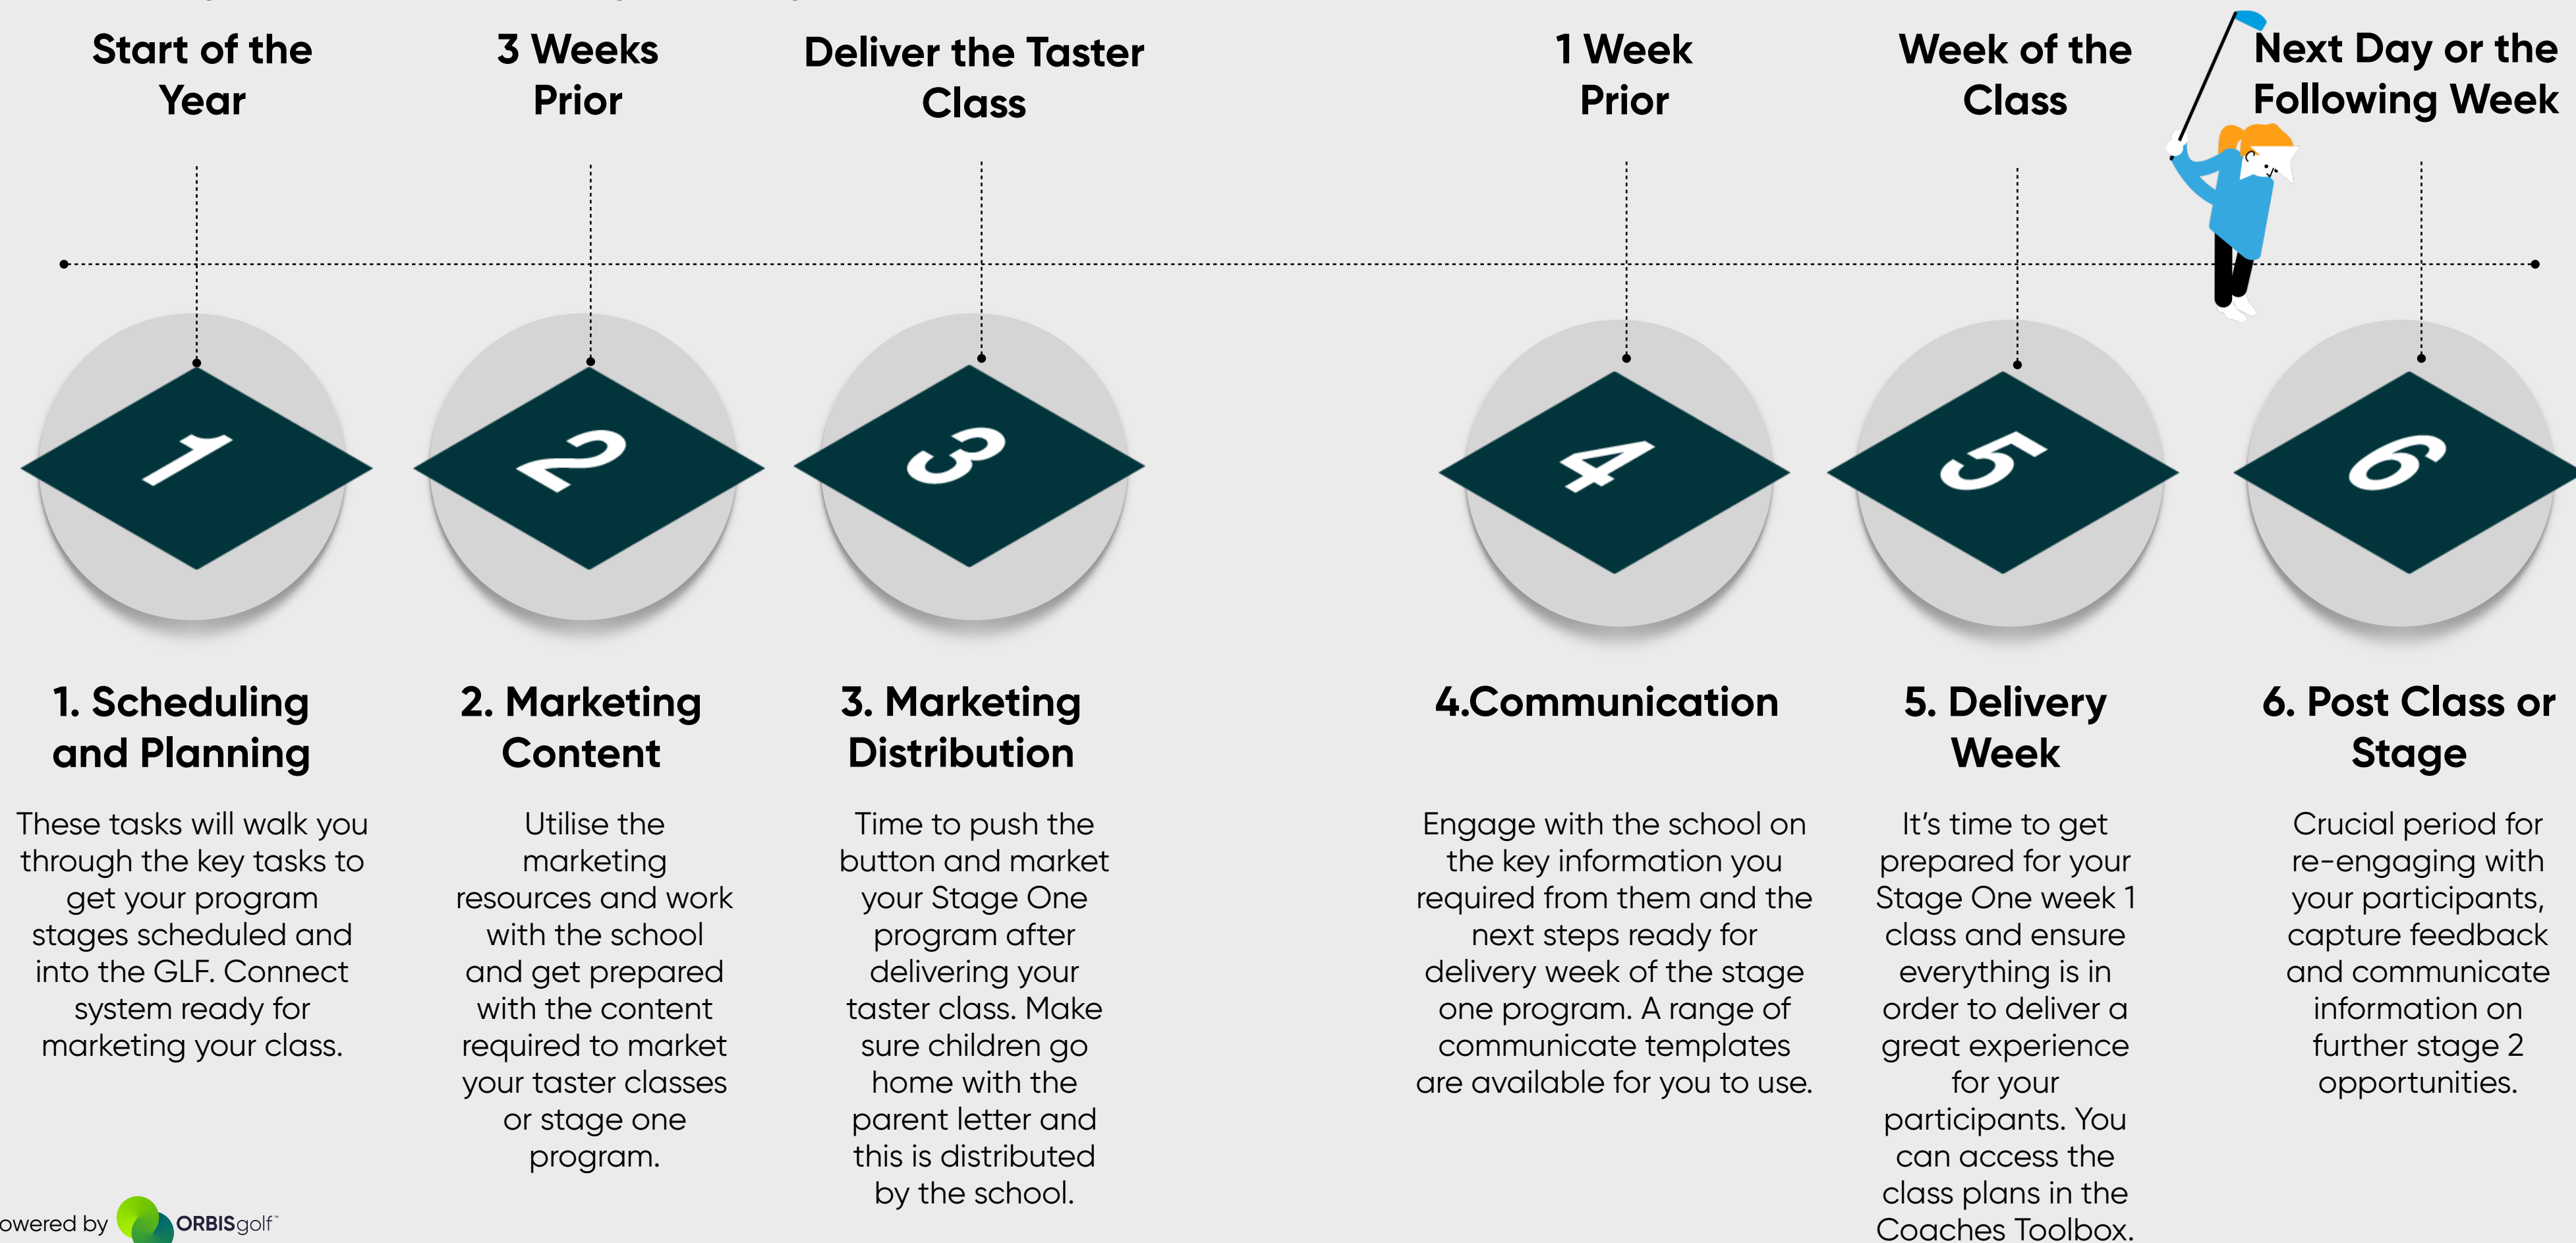 Start of the
Year
3 Weeks
Prior
Deliver the Taster
Class
1 Week
Prior
Week of the
Class
Next Day or the
Following Week
1
2
3
4
5
6
1. Scheduling
and Planning
These tasks will walk you
through the key tasks to
get your program
stages scheduled and
into the GLF. Connect
system ready for
marketing your class.
2. Marketing
Content
Utilise the
marketing
resources and work
with the school
and get prepared
with the content
required to market
your taster classes
or stage one
program.
3. Marketing
Distribution
Time to push the
button and market
your Stage One
program after
delivering your
taster class. Make
sure children go
home with the
parent letter and
this is distributed
by the school.
4.Communication
Engage with the school on
the key information you
required from them and the
next steps ready for
delivery week of the stage
one program. A range of
communicate templates
are available for you to use.
5. Delivery
Week
It’s time to get
prepared for your
Stage One week 1
class and ensure
everything is in
order to deliver a
great experience
for your
participants. You
can access the
class plans in the
Coaches Toolbox.
6. Post Class or
Stage
Crucial period for
re-engaging with
your participants,
capture feedback
and communicate
information on
further stage 2
opportunities.
owered by ORBISgolf™